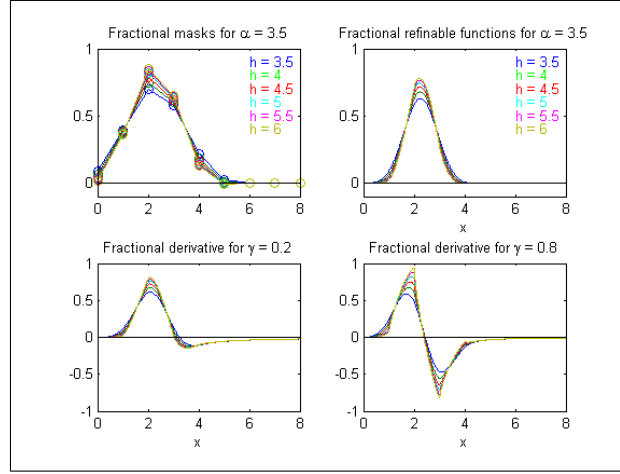 Fractional masks for α = 3.5
1
0.5
0
0 2 4 6 8
h = 3.5
h = 4
h = 4.5
h = 5
h = 5.5
h = 6
Fractional refinable functions for α = 3.5
1
0.5
0
0 2 4 6 8
x
h = 3.5
h = 4
h = 4.5
h = 5
h = 5.5
h = 6
Fractional derivative for γ = 0.2
1
0.5
0
-0.5
-1
0 2 4 6 8
x
Fractional derivative for γ = 0.8
1
0.5
0
-0.5
-1
0 2 4 6 8
x